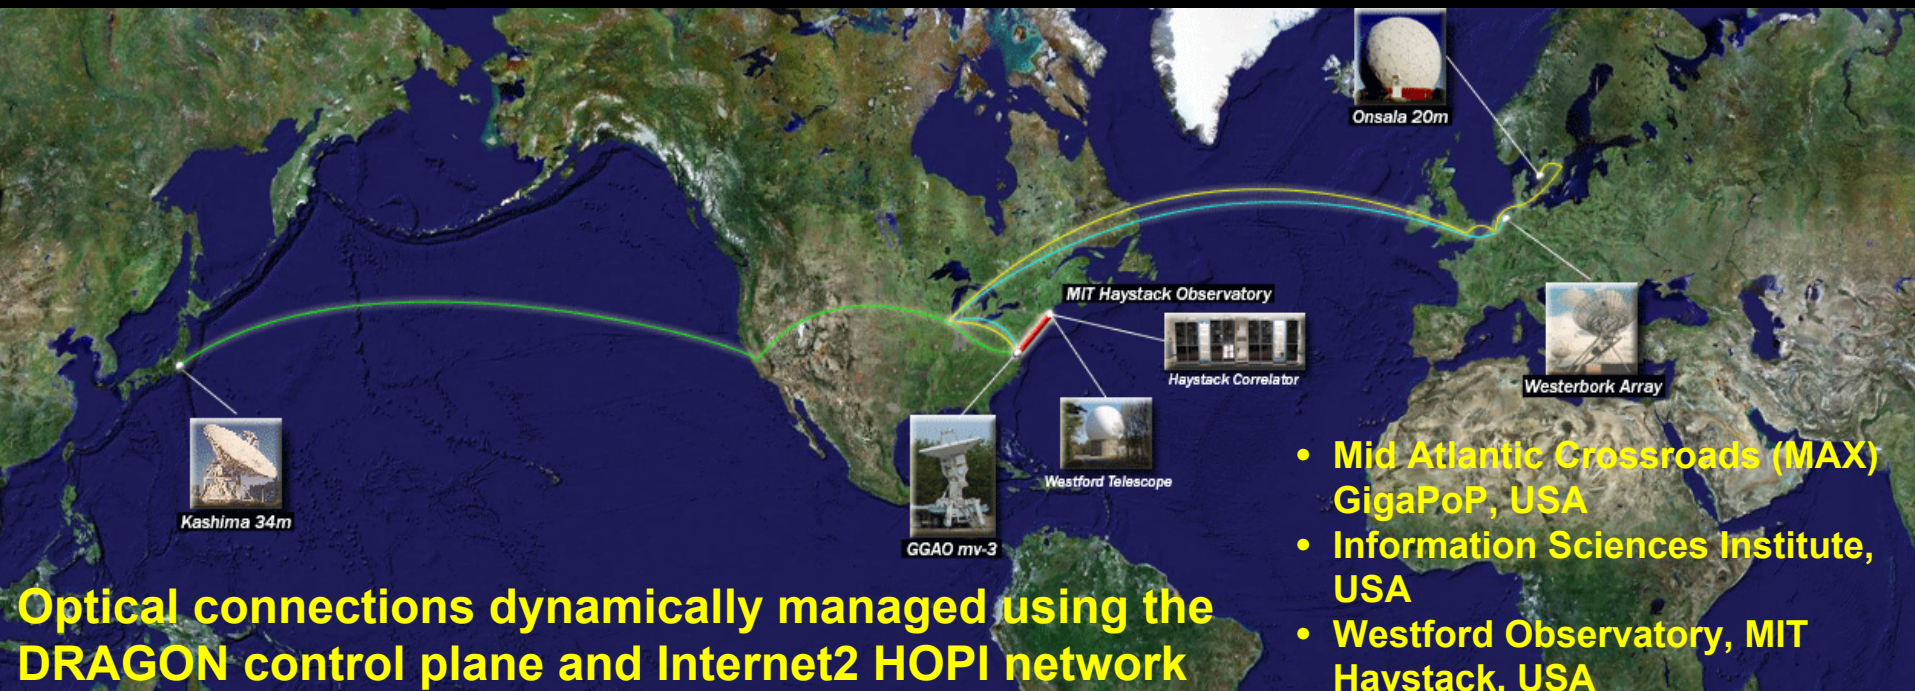 Onsala 20m
MIT Haystack Observatory
Haystack Correlator
Westerbork Array
Westford Telescope
Kashima 34m
GGAO mv-3
Optical connections dynamically managed using the
DRAGON control plane and Internet2 HOPI network
• Mid Atlantic Crossroads (MAX)
GigaPoP, USA
• Information Sciences Institute,
USA
• Westford Observatory, MIT
Haystack, USA